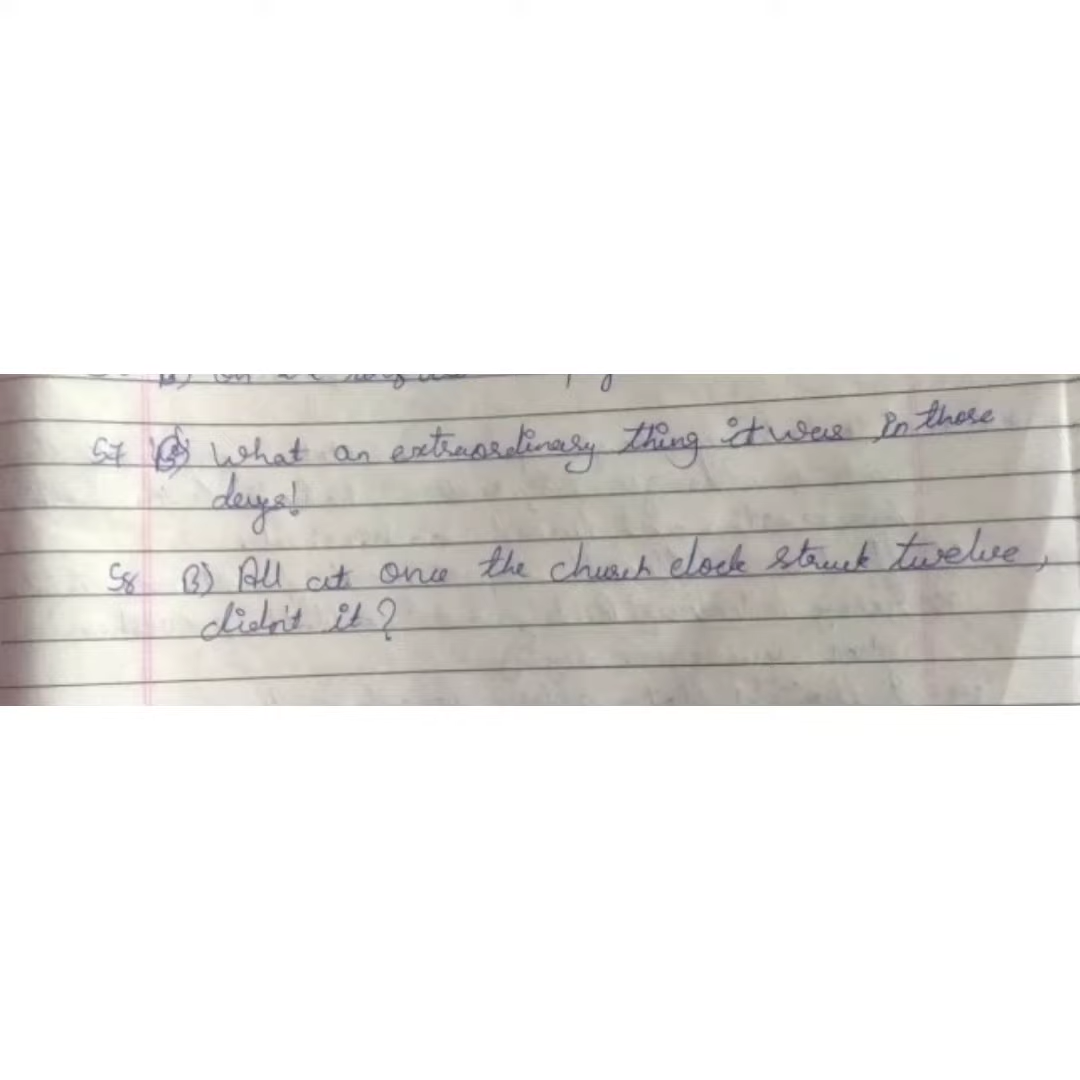 57 B) What an extraordinary thing it was in those
days!
58 B) All at once the church clock struck twelve,
didn't it?